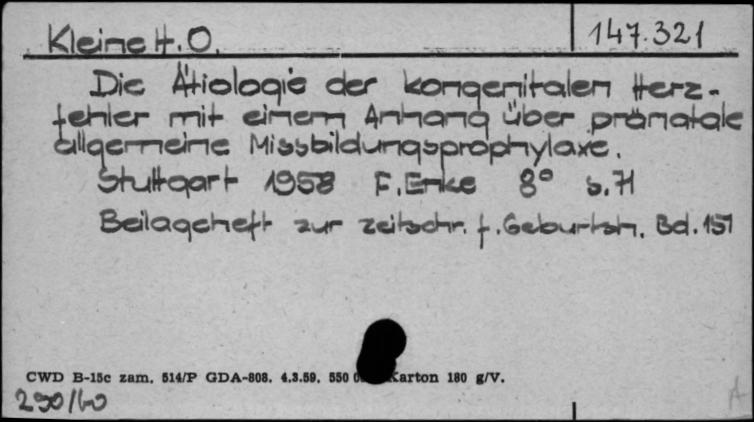 Kleine H.O. 147.321
Die Ätiologie der kongenitalen Herz-
fehler mit einem Anhang über pränatale
allgemeine Missbildungsprophylaxe.
Stuttgart 1958 F. Enke 8° s. 71
Beilageheft zur Zeitschr. f. Geburtsh. Bd. 151
CWD B-15c zam. 514/P GDA-808. 4.3.59. 550 Karton 180 g/V.
290/60 A